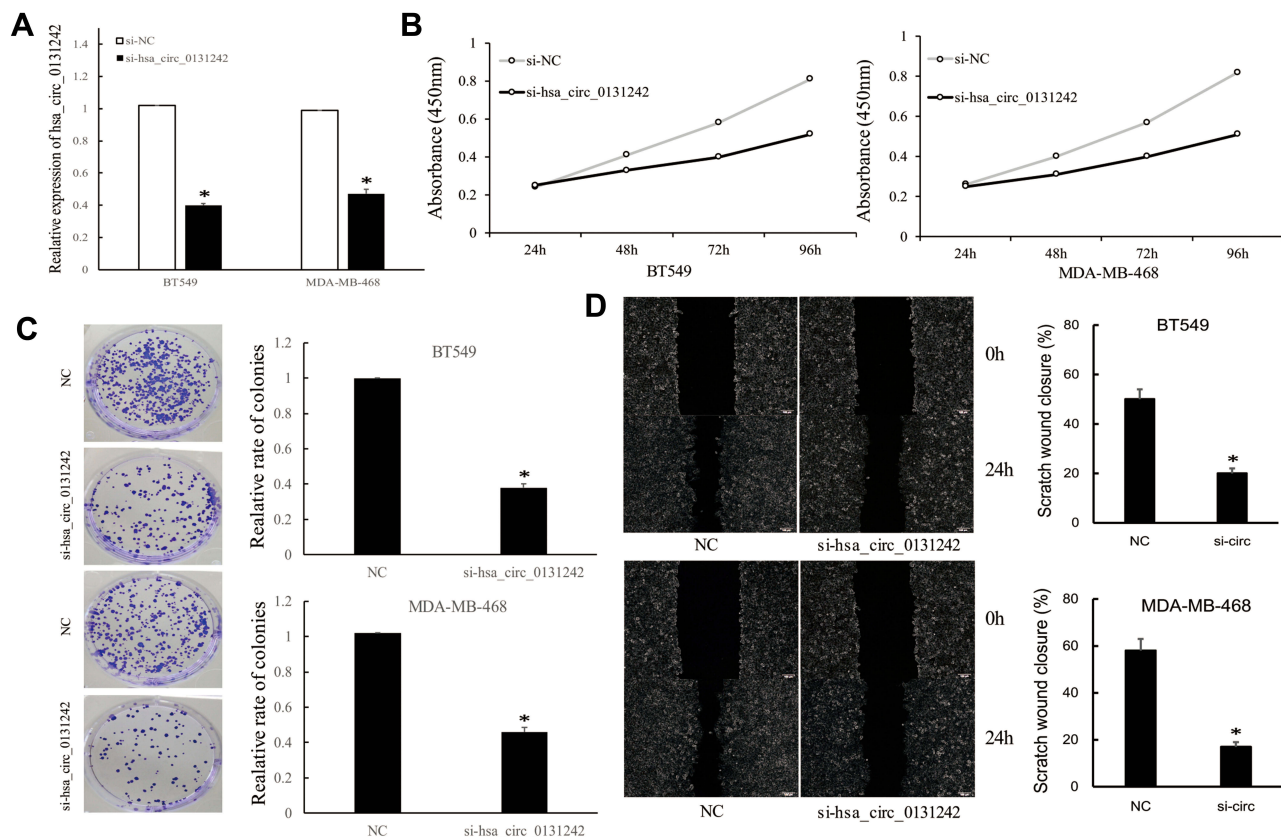 A
Realative expression of hsa_circ_0131242
si-NC
si-hsa_circ_0131242
1.4
1.2
1
0.8
0.6
0.4
0.2
0
*
*
BT549
MDA-MB-468
B
Absorbance (450nm)
1
0.8
0.6
0.4
0.2
0
si-NC
si-hsa_circ_0131242
24h
48h
72h
96h
BT549
Absorbance (450nm)
1
0.8
0.6
0.4
0.2
0
si-NC
si-hsa_circ_0131242
24h
48h
72h
96h
MDA-MB-468
C
NC
si-hsa_circ_0131242
NC
si-hsa_circ_0131242
Realative rate of colonies
1.2
1
0.8
0.6
0.4
0.2
0
BT549
*
NC
si-hsa_circ_0131242
Realative rate of colonies
1.2
1
0.8
0.6
0.4
0.2
0
MDA-MB-468
*
NC
si-hsa_circ_0131242
D
0h
24h
NC
si-hsa_circ_0131242
0h
24h
NC
si-hsa_circ_0131242
Scratch wound closure (%)
80
60
40
20
0
BT549
*
NC
si-circ
Scratch wound closure (%)
80
60
40
20
0
MDA-MB-468
*
NC
si-circ